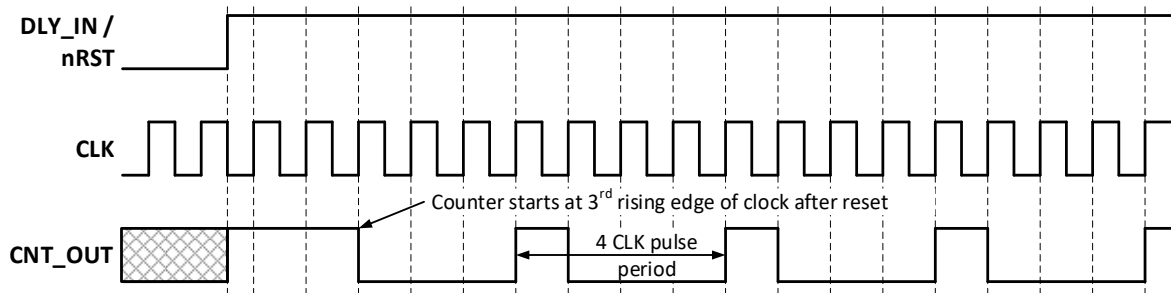 DLY_IN /
nRST
CLK
Counter starts at 3rd rising edge of clock after reset
CNT_OUT
4 CLK pulse
period